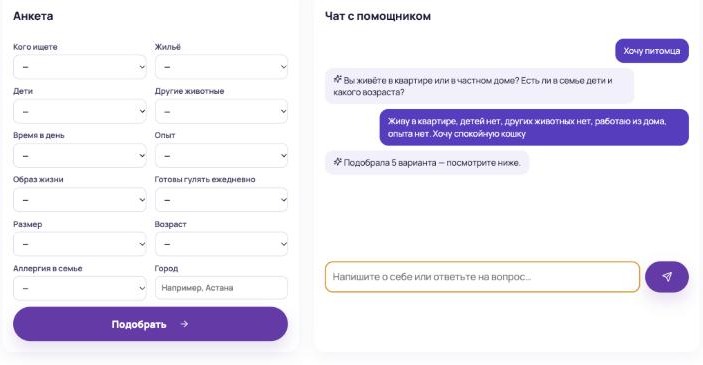 Анкета
Кого ищете
Жильё
—
—
Дети
Другие животные
—
—
Время в день
Опыт
—
—
Образ жизни
Готовы гулять ежедневно
—
—
Размер
Возраст
—
—
Аллергия в семье
Город
—
Например, Астана
Подобрать →
Чат с помощником
Хочу питомца
Вы живёте в квартире или в частном доме? Есть ли в семье дети и
какого возраста?
Живу в квартире, детей нет, других животных нет, работаю из дома,
опыта нет. Хочу спокойную кошку
Подобрала 5 варианта — посмотрите ниже.
Напишите о себе или ответьте на вопрос...